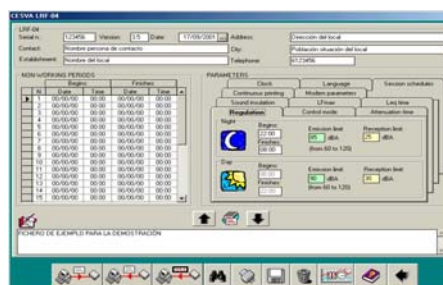 CESVA LRF-04
LRF-04
Serial n.: 123456 Version: 3.5 Date: 17/09/2001 Address: Dirección del local
Contact: Nombre persona de contacto City: Población situación del local
Establishment: Nombre del local Telephone: 6123456
NON-WORKING PERIODS
Begins: Finishes:
N Date Time Date Time
1 00/00/00 00:00 00/00/00 00:00
2 00/00/00 00:00 00/00/00 00:00
3 00/00/00 00:00 00/00/00 00:00
4 00/00/00 00:00 00/00/00 00:00
5 00/00/00 00:00 00/00/00 00:00
6 00/00/00 00:00 00/00/00 00:00
7 00/00/00 00:00 00/00/00 00:00
8 00/00/00 00:00 00/00/00 00:00
9 00/00/00 00:00 00/00/00 00:00
10 00/00/00 00:00 00/00/00 00:00
11 00/00/00 00:00 00/00/00 00:00
12 00/00/00 00:00 00/00/00 00:00
13 00/00/00 00:00 00/00/00 00:00
14 00/00/00 00:00 00/00/00 00:00
15 00/00/00 00:00 00/00/00 00:00
PARAMETERS
Clock Language Session schedules
Continuous printing Modem parameters
Sound insulation LFmax Leq time
Regulation Control mode Attenuation time
Night
Begins: Emission limit Reception limit
22:00 dBA 25 dBA
Finishes: (from 60 to 120)
08:00
Day
Begins: Emission limit Reception limit
90 dBA 30 dBA
Finishes: (from 60 to 120)
FICHERO DE EJEMPLO PARA LA DEMOSTRACIÓN